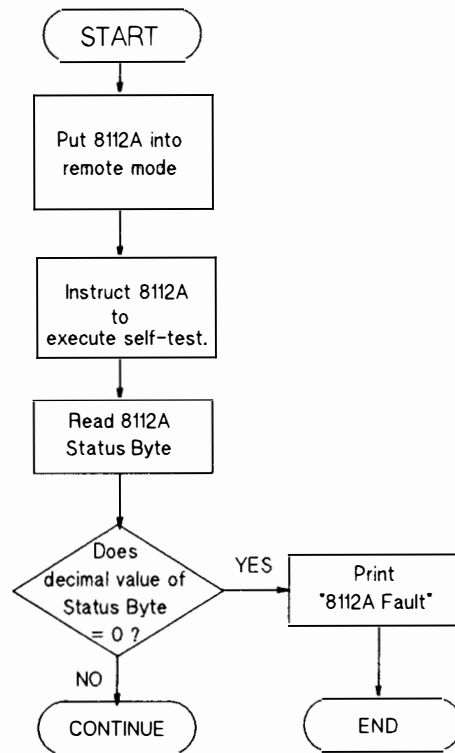 START
Put 8112A into
remote mode
Instruct 8112A
to
execute self-test.
Read 8112A
Status Byte
Does
decimal value of
Status Byte
= 0 ?
YES
Print
"8112A Fault"
NO
CONTINUE
END